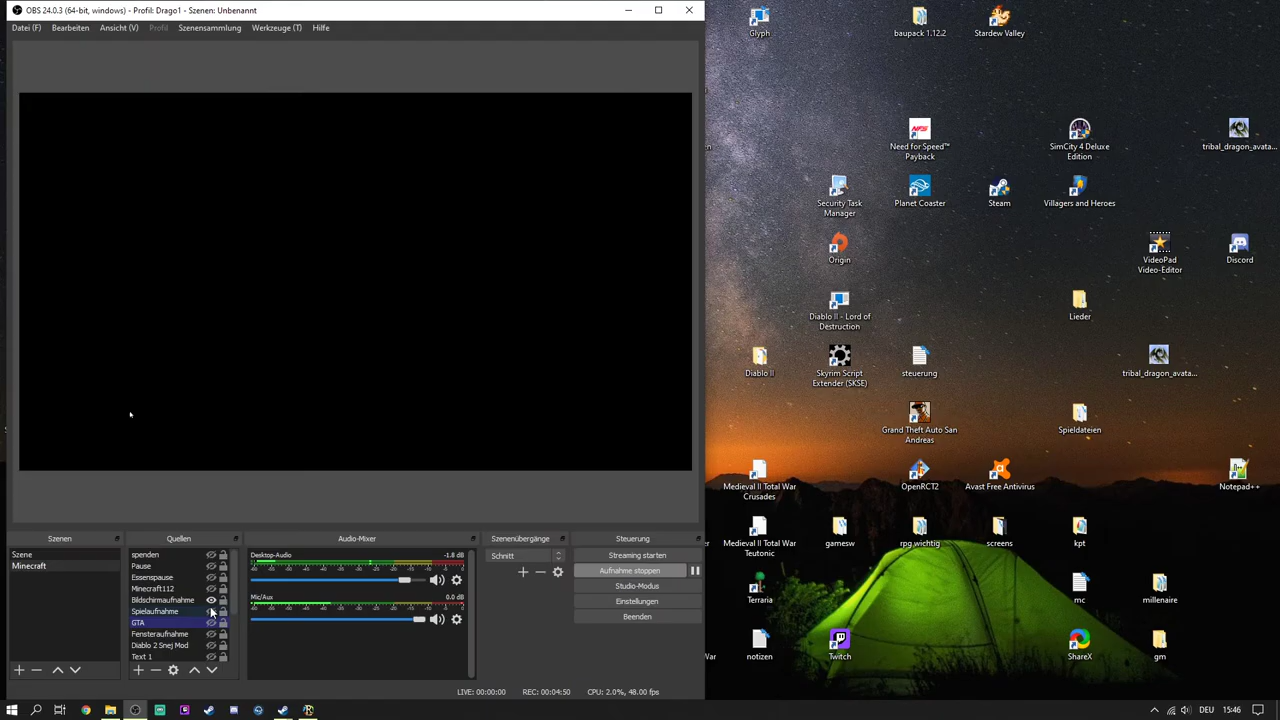 OBS 24.0.3 (64-bit, windows) - Profil: Drago1 - Szenen: Unbenannt
Datei (F)
Bearbeiten
Ansicht (V)
Profil
Szenensammlung
Werkzeuge (T)
Hilfe
Glyph
baupack 1.12.2
Stardew Valley
Need for Speed™
Payback
SimCity 4 Deluxe
Edition
tribal_dragon_avata...
Security Task
Manager
Planet Coaster
Steam
Villagers and Heroes
Origin
VideoPad
Video-Editor
Discord
Diablo II - Lord of
Destruction
Lieder
Diablo II
Skyrim Script
Extender (SKSE)
steuerung
tribal_dragon_avata...
Grand Theft Auto San
Andreas
Spieldateien
Medieval II Total War
Crusades
OpenRCT2
Avast Free Antivirus
Notepad++
Medieval II Total War
Teutonic
gamesw
rpg wichtig
screens
kpt
Terraria
mc
millenaire
notizen
Twitch
ShareX
gm
Szenen
Quellen
Audio-Mixer
Szenenübergänge
Steuerung
Szene
Minecraft
spenden
Pause
Essenspause
Minecraft112
Bildschirmaufnahme
Spielaufnahme
GTA
Fensteraufnahme
Diablo 2 Snej Mod
Text 1
Desktop-Audio
-1.8 dB
Mic/Aux
0.0 dB
Schnitt
Streaming starten
Aufnahme stoppen
Studio-Modus
Einstellungen
Beenden
LIVE: 00:00:00
REC: 00:04:50
CPU: 2.0%, 48.00 fps
DEU
15:46